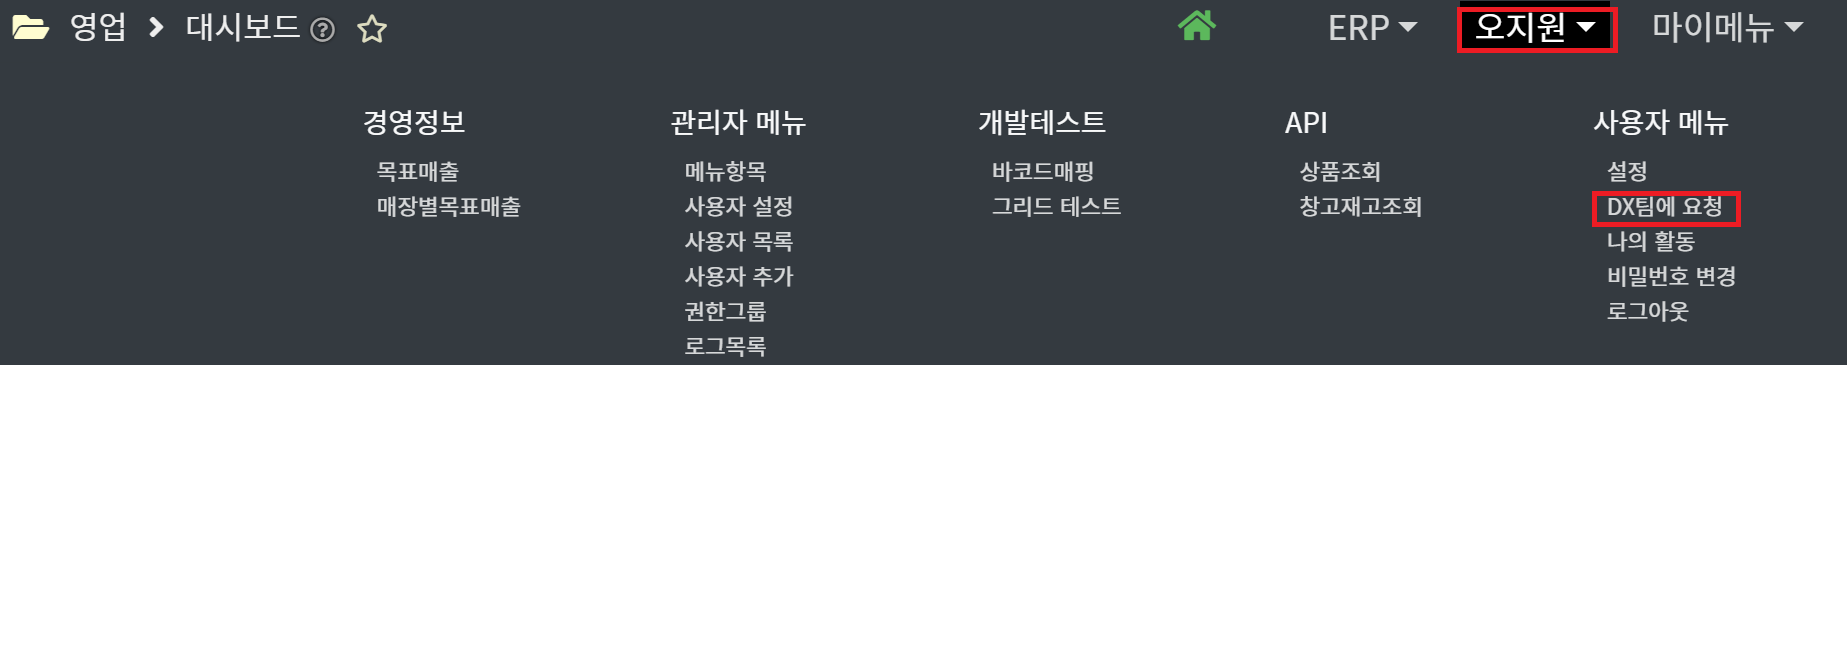 영업 > 대시보드 ERP 오지원 마이메뉴
경영정보
목표매출
매장별목표매출
관리자 메뉴
메뉴항목
사용자 설정
사용자 목록
사용자 추가
권한그룹
로그목록
개발테스트
바코드매핑
그리드 테스트
API
상품조회
창고재고조회
사용자 메뉴
설정
DX팀에 요청
나의 활동
비밀번호 변경
로그아웃